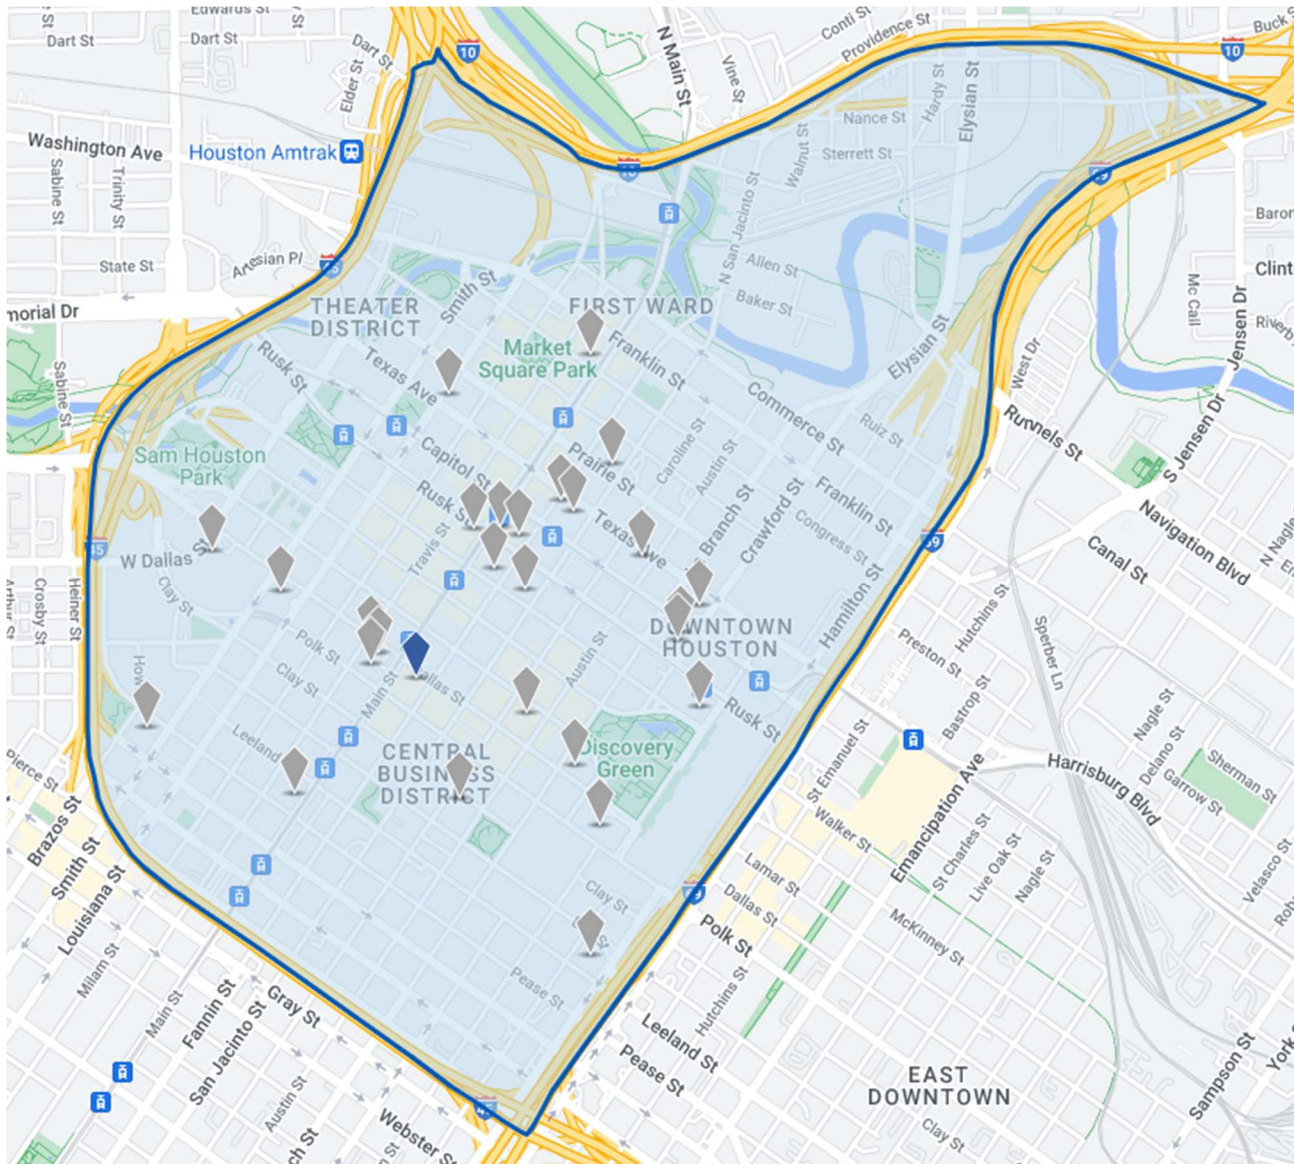 Edwards St
Dart St
Dart St
Dart St
Elder St
10
N Main St
Vine St
Conti St
Providence St
Buck S
10
Washington Ave
Houston Amtrak
Sabine St
Trinity St
Hardy St
Elysian St
Nance St
Sterrett St
Walnut St
10
69
State St
Artesian Pl
45
N San Jacinto St
Allen St
Baker St
Baron
Clint
Mc Call
Jensen Dr
Riverby
morial Dr
THEATER
DISTRICT
Smith St
FIRST WARD
Sabine St
Rusk St
Texas Ave
Market
Square Park
Franklin St
Elysian St
West Dr
Commerce St
Ruiz St
Runnels St
S Jensen Dr
Sam Houston
Park
Capitol St
Prairie St
Caroline St
Austin St
Rusk S
Franklin St
Congress St
Navigation Blvd
N Nagle
45
W Dallas St
Travis St
Texas Ave
Branch St
Crawford St
69
Canal St
Heiner St
Crosby St
Arthur St
Clay St
Hamilton St
Hutchins St
Preston St
Sperber Ln
Polk St
Clay St
DOWNTOWN
HOUSTON
Austin St
How
Main St
allas St
Rusk St
Bastrop St
Nagle St
Delano St
Sherman St
Leeland
CENTRAL
BUSINESS
DISTRICT
Discovery
Green
St Emanuel St
Emancipation Ave
Harrisburg Blvd
Garrow St
Pierce St
Brazos St
Smith St
Louisiana St
Walker St
St Charles St
Live Oak St
Nagle St
Velasco St
Clay St
69
Lamar St
Dallas St
Polk St
McKinney St
Milam St
Main St
Fannin St
San Jacinto St
Gray St
Pease St
Hutchins St
Leeland St
Pease St
EAST
DOWNTOWN
Austin St
45
Webster St
Clay St
Sampson St
York S